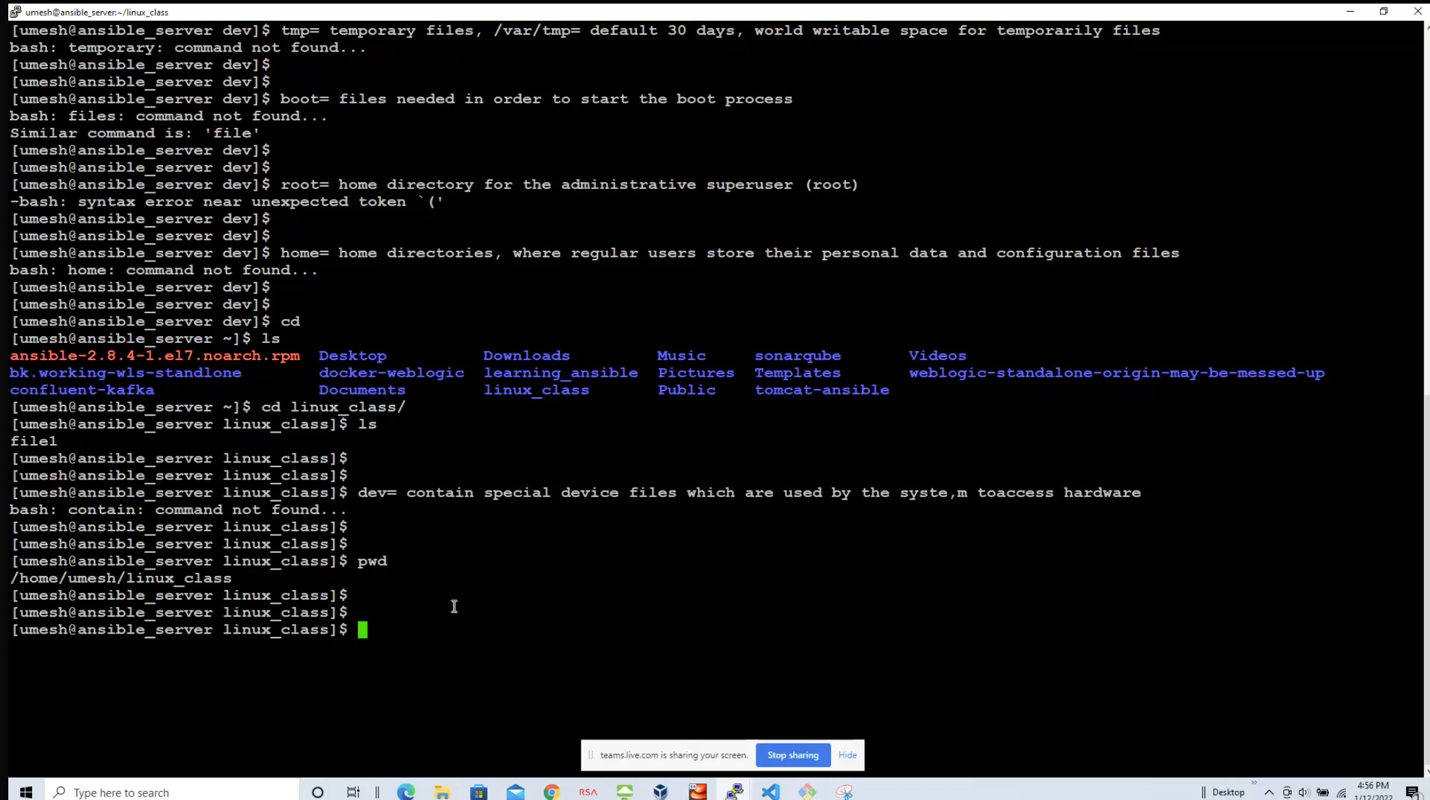 umesh@ansible_server:~/linux_class
[umesh@ansible_server dev]$ tmp= temporary files, /var/tmp= default 30 days, world writable space for temporarily files
bash: temporary: command not found...
[umesh@ansible_server dev]$
[umesh@ansible_server dev]$
[umesh@ansible_server dev]$ boot= files needed in order to start the boot process
bash: files: command not found...
Similar command is: 'file'
[umesh@ansible_server dev]$
[umesh@ansible_server dev]$
[umesh@ansible_server dev]$ root= home directory for the administrative superuser (root)
-bash: syntax error near unexpected token `('
[umesh@ansible_server dev]$
[umesh@ansible_server dev]$
[umesh@ansible_server dev]$ home= home directories, where regular users store their personal data and configuration files
bash: home: command not found...
[umesh@ansible_server dev]$
[umesh@ansible_server dev]$
[umesh@ansible_server dev]$ cd
[umesh@ansible_server ~]$ ls
ansible-2.8.4-1.el7.noarch.rpm Desktop Downloads Music sonarqube Videos
bk.working-wls-standlone docker-weblogic learning_ansible Pictures Templates weblogic-standalone-origin-may-be-messed-up
confluent-kafka Documents linux_class Public tomcat-ansible
[umesh@ansible_server ~]$ cd linux_class/
[umesh@ansible_server linux_class]$ ls
file1
[umesh@ansible_server linux_class]$
[umesh@ansible_server linux_class]$
[umesh@ansible_server linux_class]$ dev= contain special device files which are used by the syste,m toaccess hardware
bash: contain: command not found...
[umesh@ansible_server linux_class]$
[umesh@ansible_server linux_class]$
[umesh@ansible_server linux_class]$ pwd
/home/umesh/linux_class
[umesh@ansible_server linux_class]$
[umesh@ansible_server linux_class]$
[umesh@ansible_server linux_class]$
teams.live.com is sharing your screen. Stop sharing Hide
Type here to search RSA Desktop 4:56 PM
1/12/2022